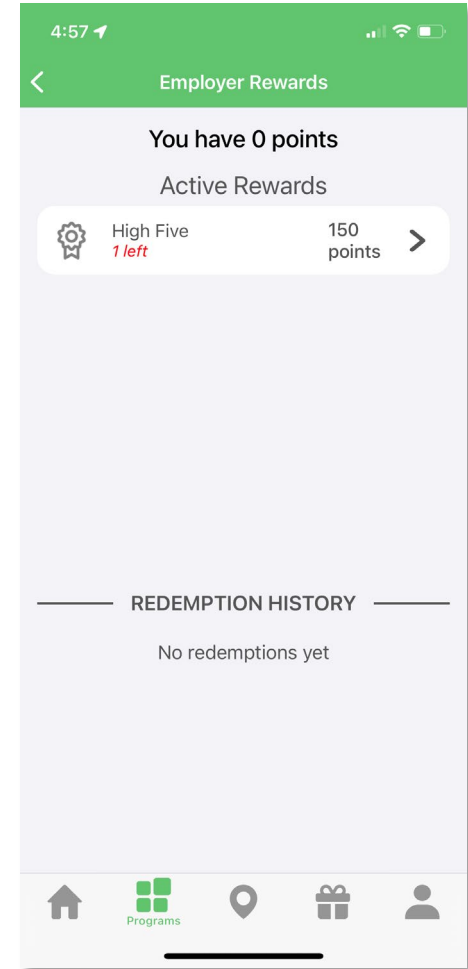 4:57
Employer Rewards
You have 0 points
Active Rewards
High Five
1 left
150
points
REDEMPTION HISTORY
No redemptions yet
Programs